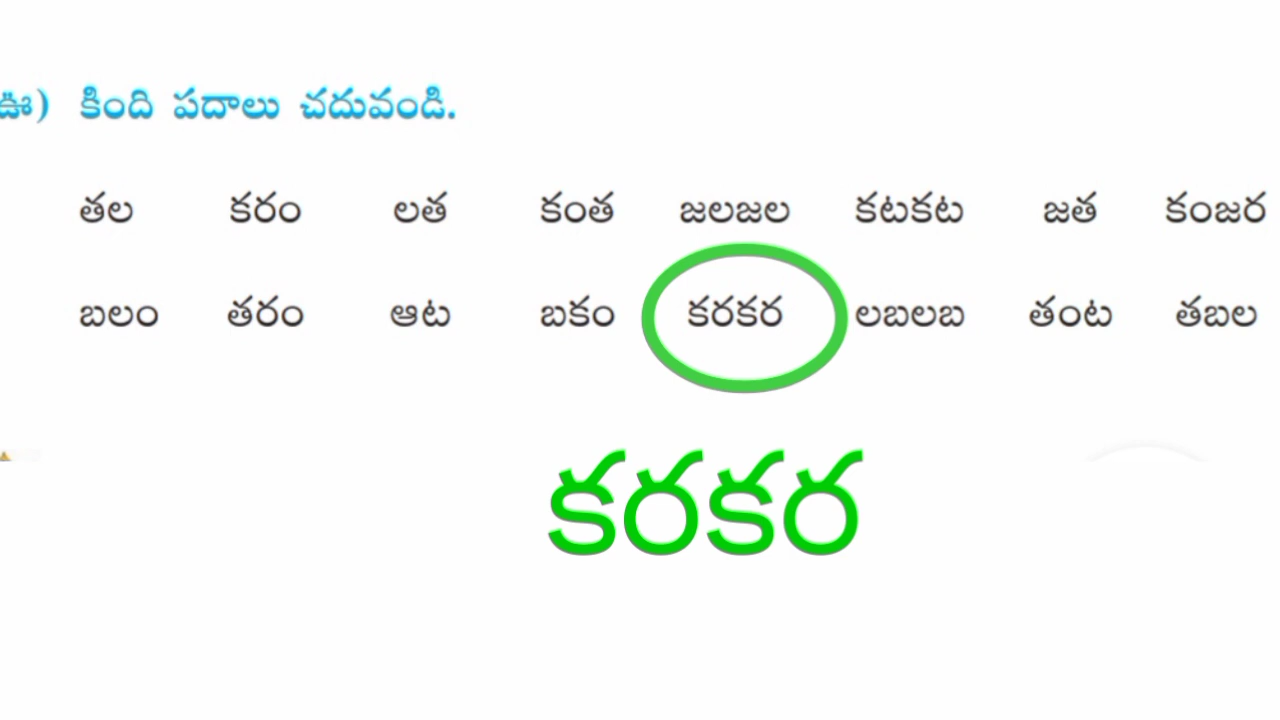 ఊ) కింది పదాలు చదువండి.
తల కరం లత కంత జలజల కటకట జత కంజర
బలం తరం ఆట బకం కరకర లబలబ తంట తబల
కరకర